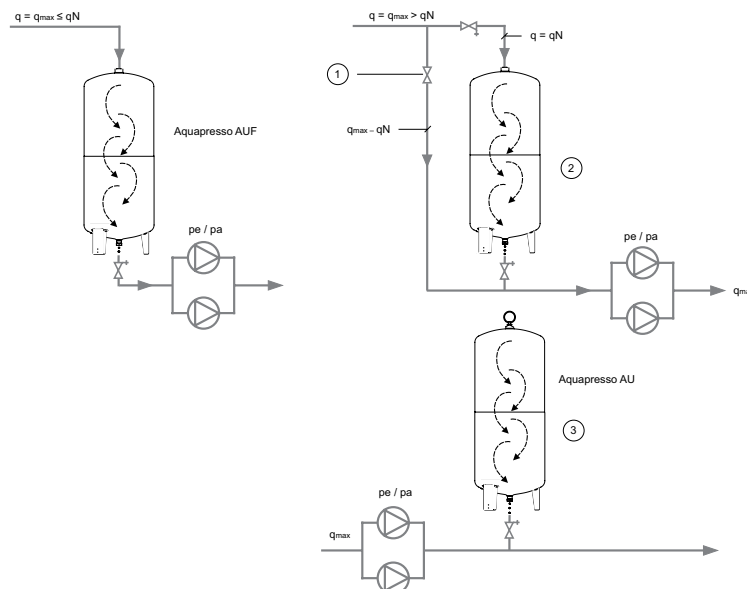 q = qmax ≤ qN
Aquapresso AUF
pe / pa
q = qmax > qN
q = qN
1
qmax – qN
2
pe / pa
Aquapresso AU
3
pe / pa
qmax